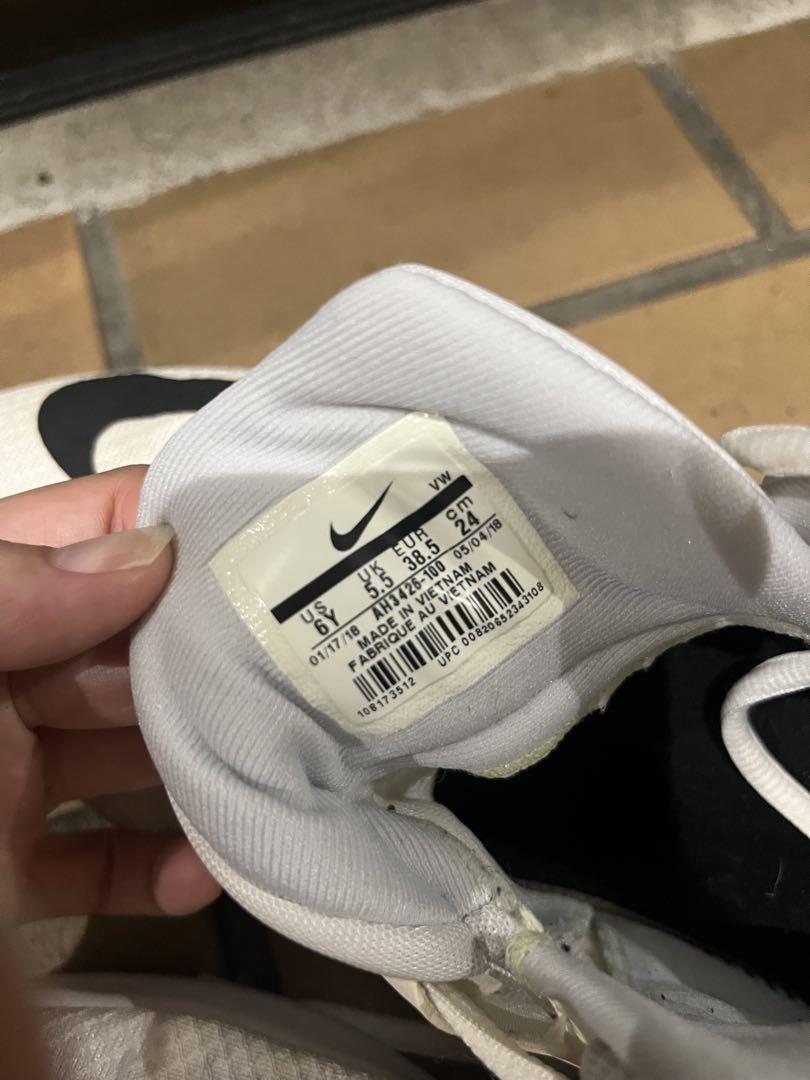 VW
US UK EUR cm
6Y 5.5 38.5 24
01/17/18 AH3426-100 05/04/18
MADE IN VIETNAM
FABRIQUE AU VIETNAM
108173512 UPC 00820652343108